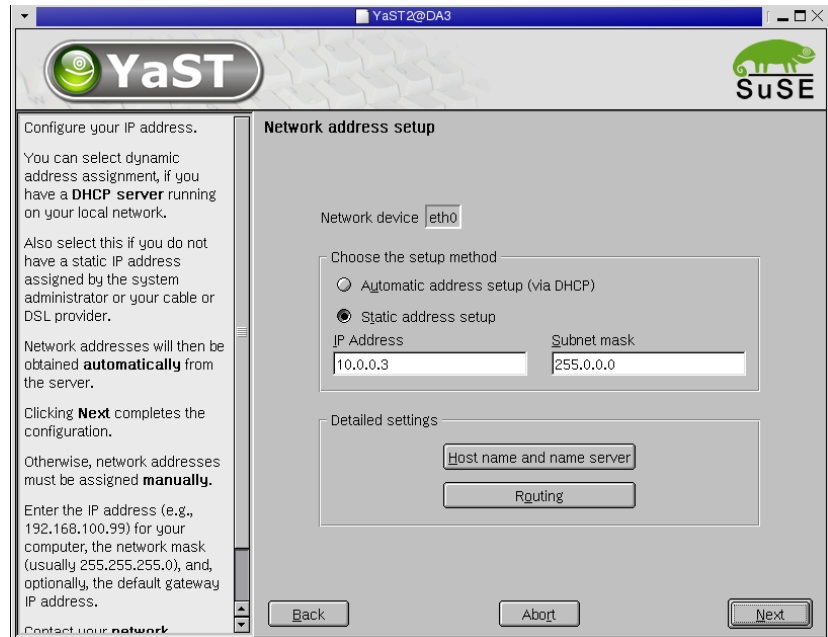 YaST2@DA3
YaST
SuSE
Configure your IP address.
You can select dynamic
address assignment, if you
have a DHCP server running
on your local network.
Also select this if you do not
have a static IP address
assigned by the system
administrator or your cable or
DSL provider.
Network addresses will then be
obtained automatically from
the server.
Clicking Next completes the
configuration.
Otherwise, network addresses
must be assigned manually.
Enter the IP address (e.g.,
192.168.100.99) for your
computer, the network mask
(usually 255.255.255.0), and,
optionally, the default gateway
IP address.
Contact your network
Network address setup
Network device eth0
Choose the setup method
Automatic address setup (via DHCP)
Static address setup
IP Address Subnet mask
10.0.0.3 255.0.0.0
Detailed settings
Host name and name server
Routing
Back Abort Next